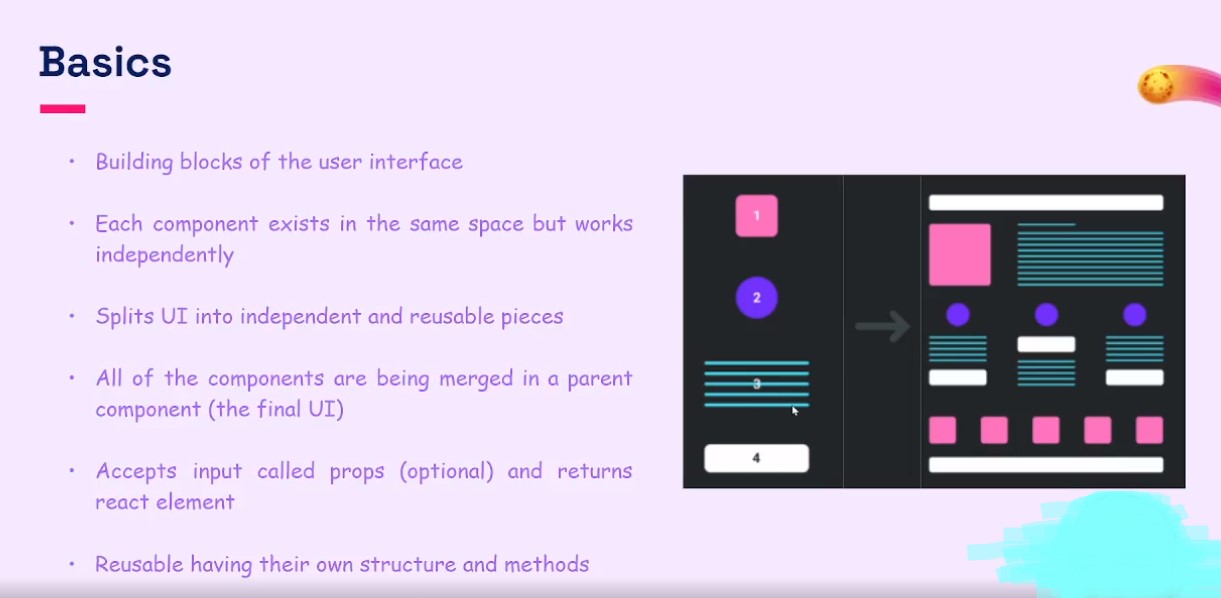 Basics
• Building blocks of the user interface
• Each component exists in the same space but works
independently
• Splits UI into independent and reusable pieces
• All of the components are being merged in a parent
component (the final UI)
• Accepts input called props (optional) and returns
react element
• Reusable having their own structure and methods
1
2
3
4